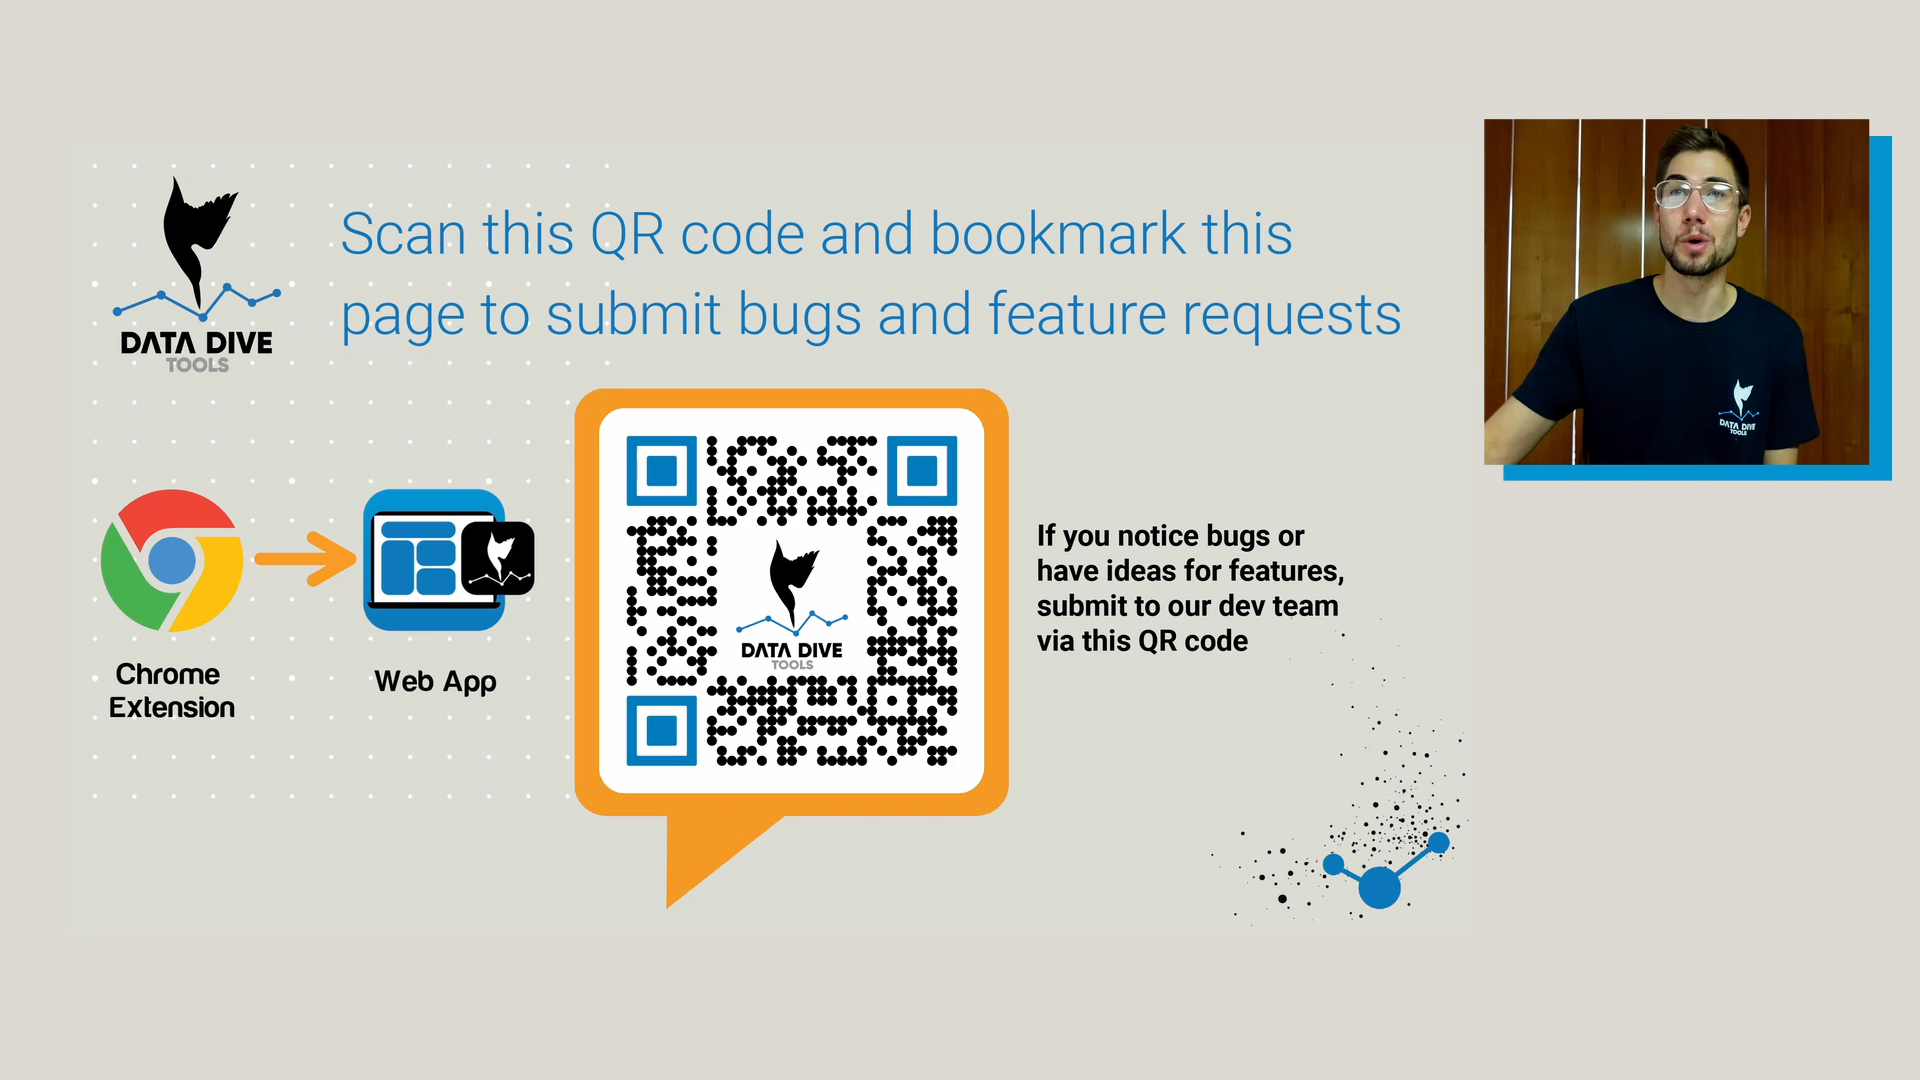 DATA DIVE
TOOLS
Scan this QR code and bookmark this
page to submit bugs and feature requests
Chrome
Extension
Web App
DATA DIVE
TOOLS
If you notice bugs or
have ideas for features,
submit to our dev team
via this QR code
DATA DIVE
TOOLS